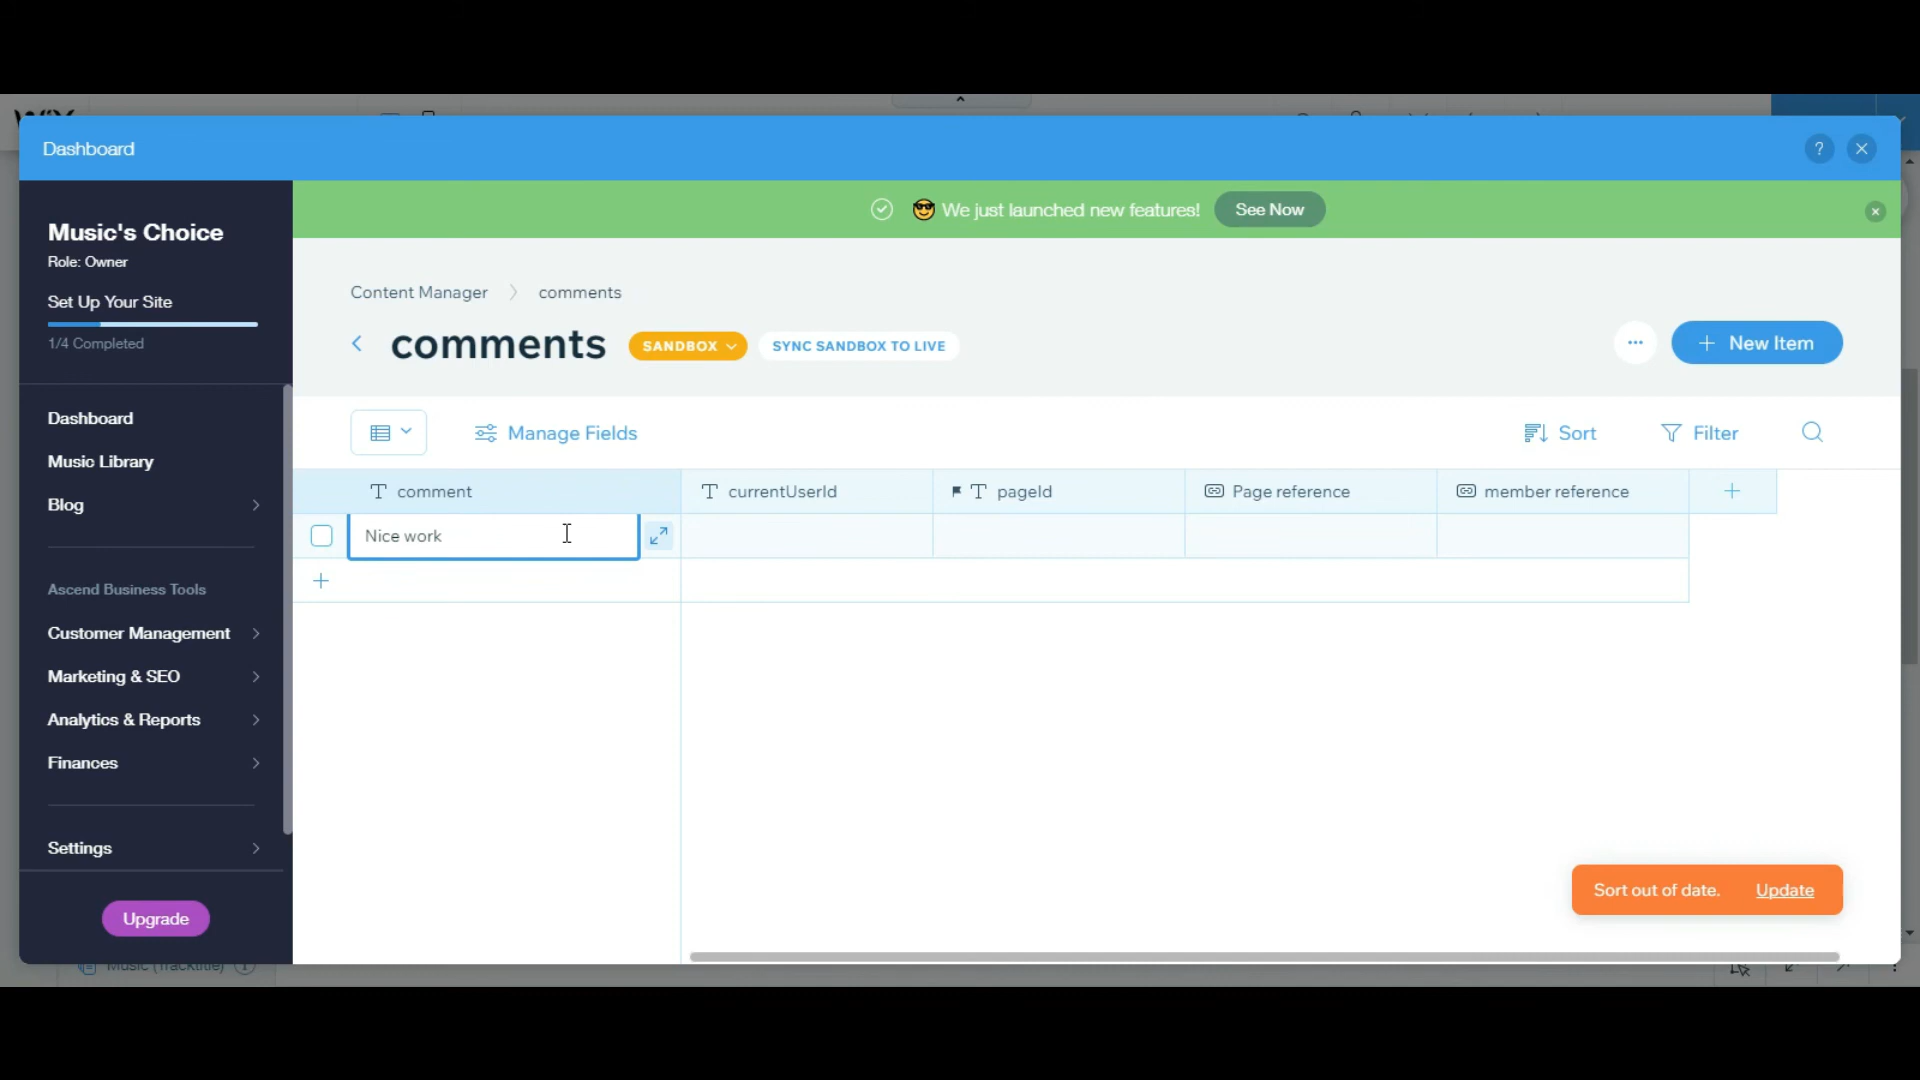 Dashboard
?
We just launched new features! See Now
Music's Choice
Role: Owner
Set Up Your Site
1/4 Completed
Dashboard
Music Library
Blog
Ascend Business Tools
Customer Management
Marketing & SEO
Analytics & Reports
Finances
Settings
Upgrade
Content Manager > comments
comments SANDBOX SYNC SANDBOX TO LIVE
+ New Item
Manage Fields
Sort Filter
comment currentUserId pageId Page reference member reference
Nice work
Sort out of date. Update
Music (Tracktitle)